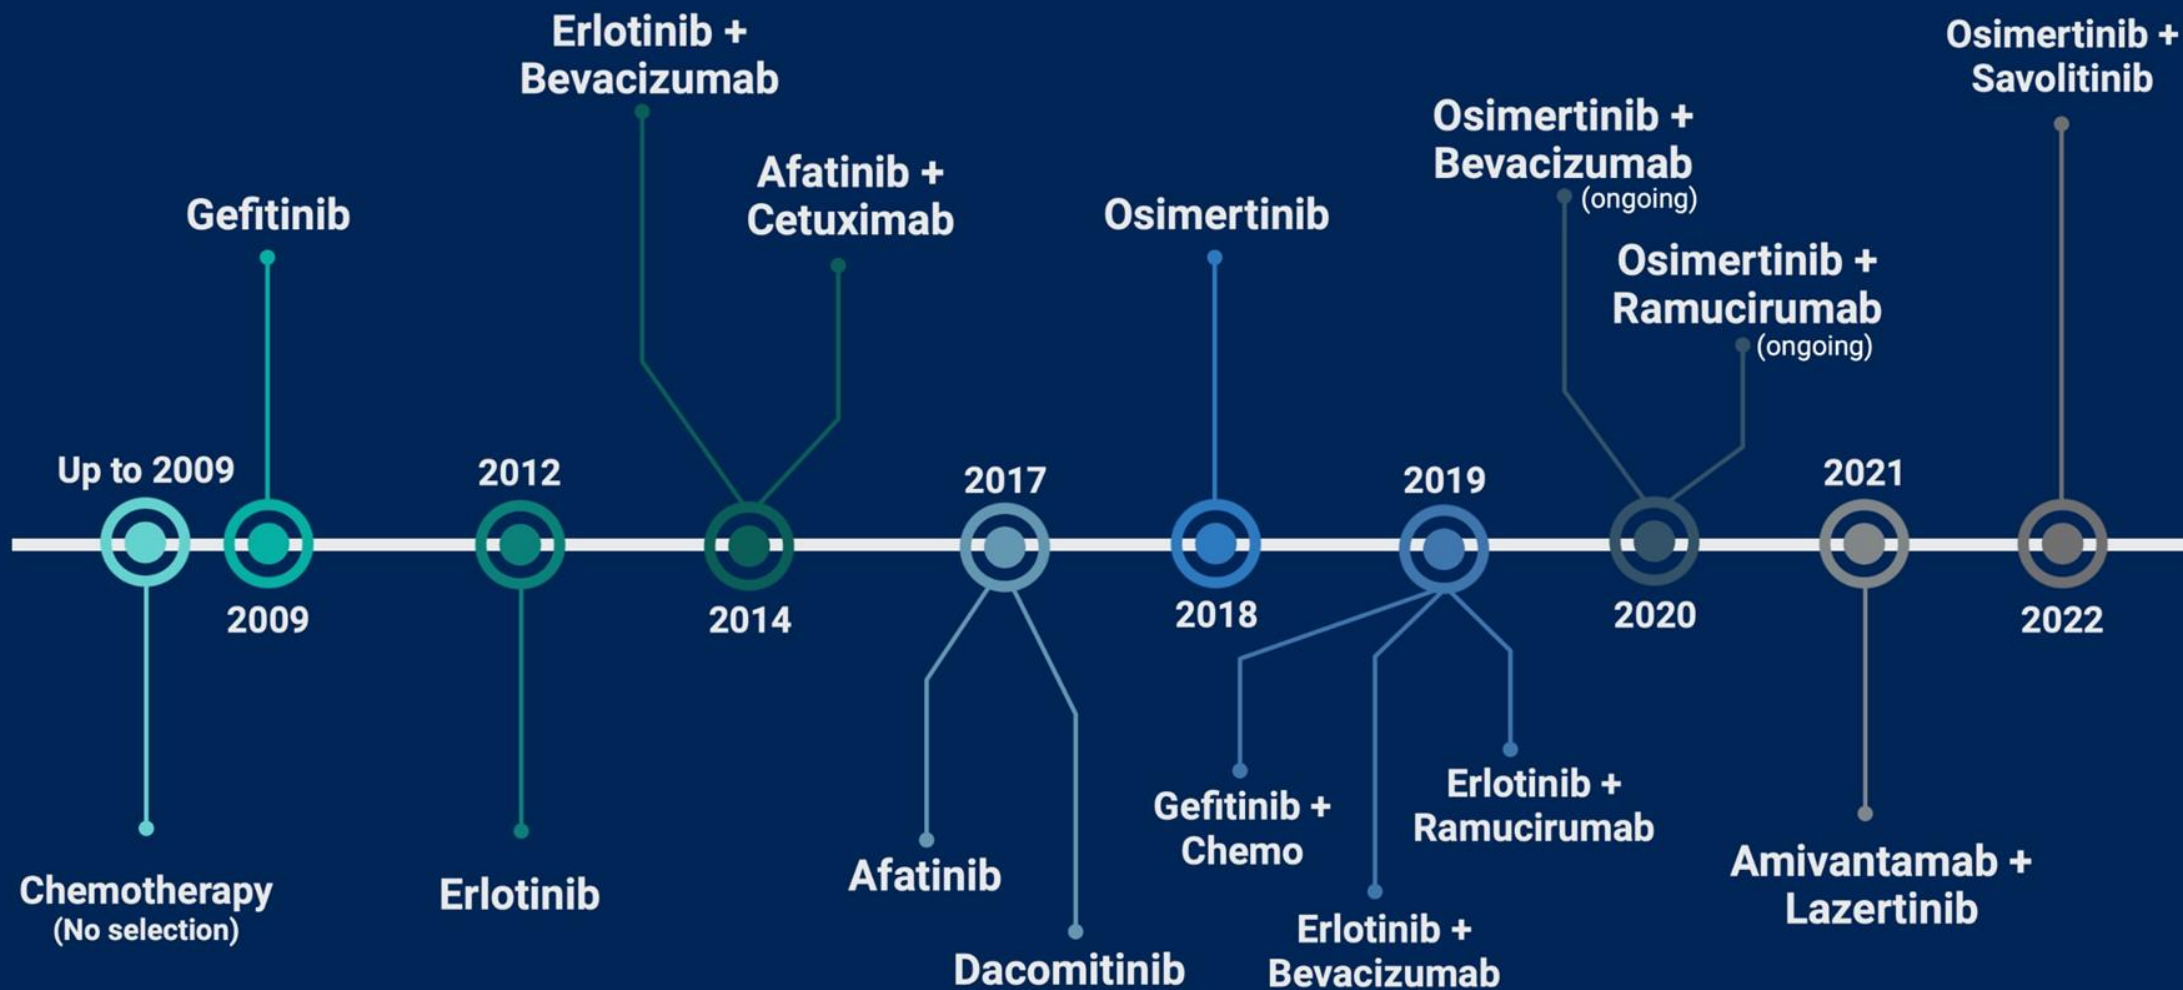 Erlotinib +
Bevacizumab
Osimertinib +
Savolitinib
Osimertinib +
Bevacizumab
(ongoing)
Afatinib +
Cetuximab
Gefitinib
Osimertinib
Osimertinib +
Ramucirumab
(ongoing)
Up to 2009
2012
2017
2019
2021
2009
2014
2018
2020
2022
Gefitinib +
Chemo
Erlotinib +
Ramucirumab
Afatinib
Amivantamab +
Lazertinib
Chemotherapy
(No selection)
Erlotinib
Erlotinib +
Bevacizumab
Dacomitinib